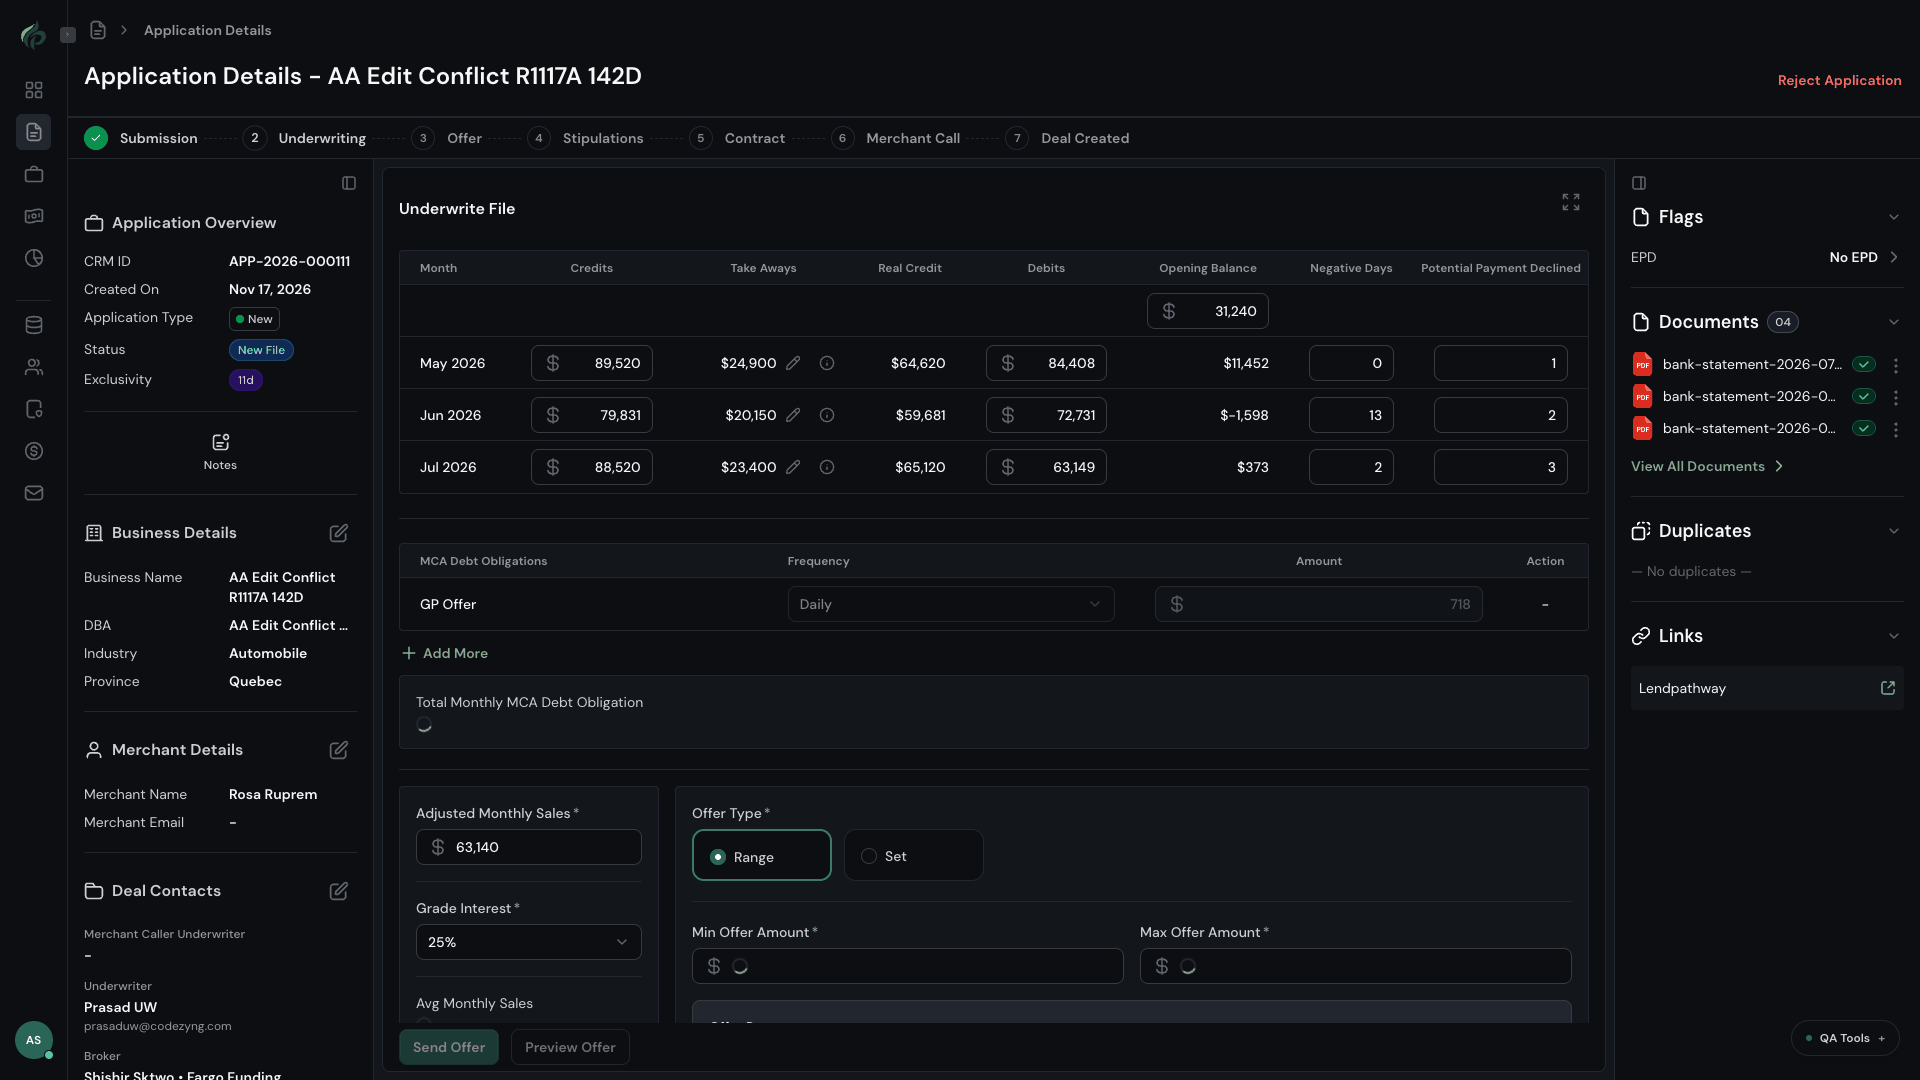 Application Details
Application Details – AA Edit Conflict R1117A 142D
Reject Application
Submission
2 Underwriting
3 Offer
4 Stipulations
5 Contract
6 Merchant Call
7 Deal Created
Application Overview
CRM ID APP-2026-000111
Created On Nov 17, 2026
Application Type New
Status New File
Exclusivity 11d
Notes
Business Details
Business Name AA Edit Conflict
R1117A 142D
DBA AA Edit Conflict ...
Industry Automobile
Province Quebec
Merchant Details
Merchant Name Rosa Ruprem
Merchant Email –
Deal Contacts
Merchant Caller Underwriter
–
Underwriter
Prasad UW
prasaduw@codezyng.com
Broker
Shishir Sktwo • Fargo Funding
AS
Underwrite File
Month Credits Take Aways Real Credit Debits Opening Balance Negative Days Potential Payment Declined
$ 31,240
May 2026 $ 89,520 $24,900 $64,620 $ 84,408 $11,452 0 1
Jun 2026 $ 79,831 $20,150 $59,681 $ 72,731 $-1,598 13 2
Jul 2026 $ 88,520 $23,400 $65,120 $ 63,149 $373 2 3
MCA Debt Obligations Frequency Amount Action
GP Offer Daily $ 718 –
+ Add More
Total Monthly MCA Debt Obligation
Adjusted Monthly Sales *
$ 63,140
Grade Interest *
25%
Avg Monthly Sales
Offer Type *
Range
Set
Min Offer Amount *
$
Max Offer Amount *
$
Send Offer
Preview Offer
Flags
EPD No EPD
Documents 04
PDF bank-statement-2026-07...
PDF bank-statement-2026-0...
PDF bank-statement-2026-0...
View All Documents
Duplicates
— No duplicates —
Links
Lendpathway
QA Tools +